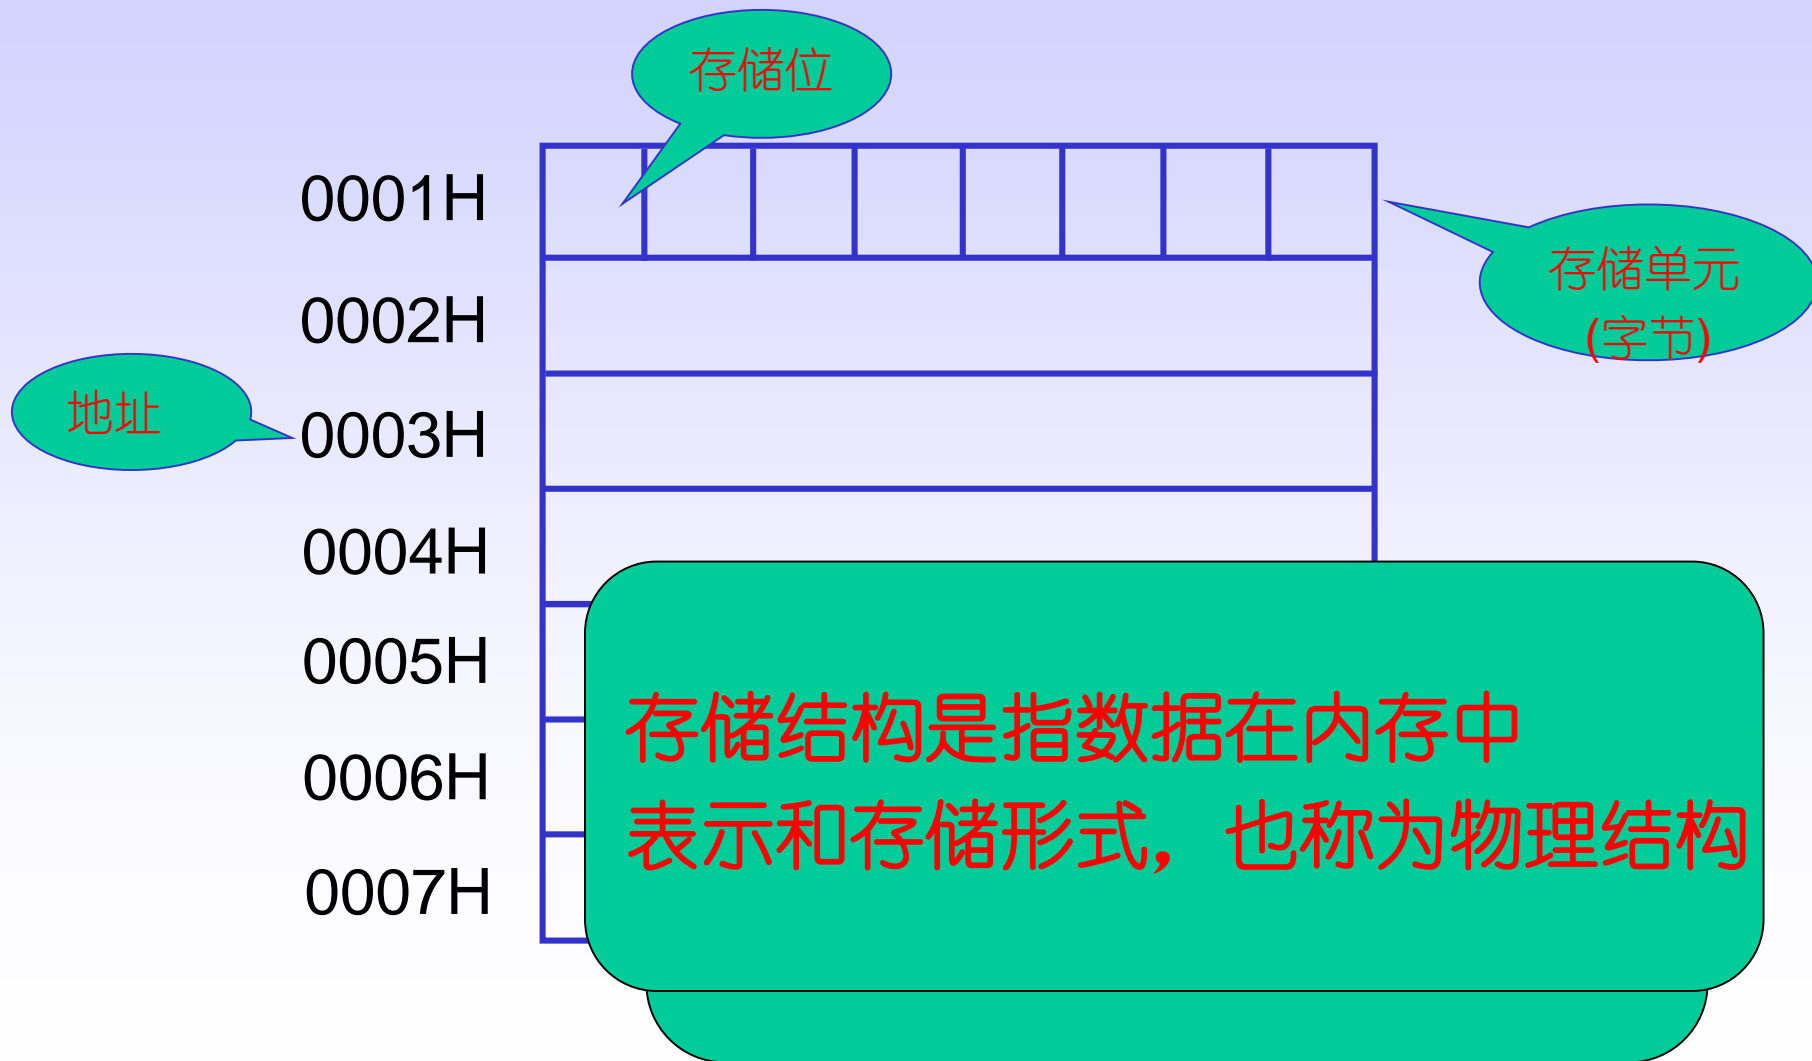 存储位
0001H
存储单元
(字节)
0002H
地址
0003H
0004H
0005H
存储结构是指数据在内存中
表示和存储形式，也称为物理结构
0006H
0007H